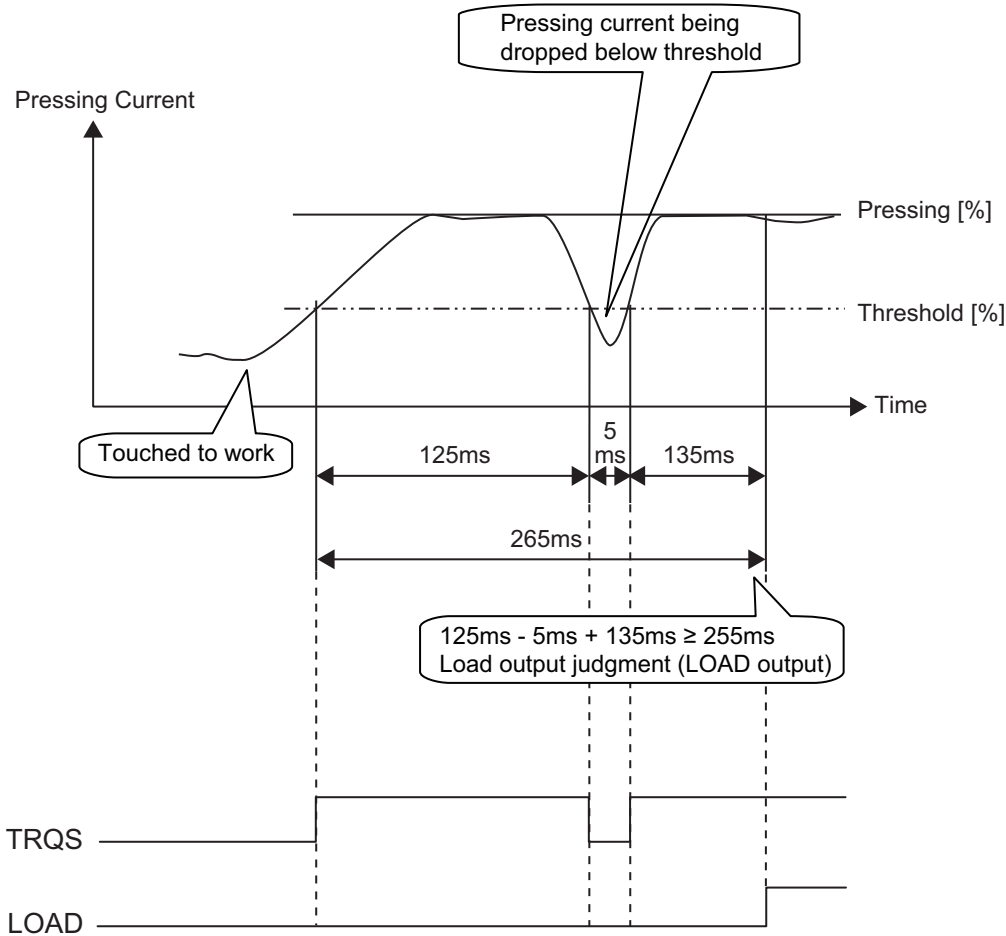 Pressing current being
dropped below threshold
Pressing Current
Pressing [%]
Threshold [%]
Time
Touched to work
125ms
5
ms
135ms
265ms
125ms - 5ms + 135ms ≥ 255ms
Load output judgment (LOAD output)
TRQS
LOAD